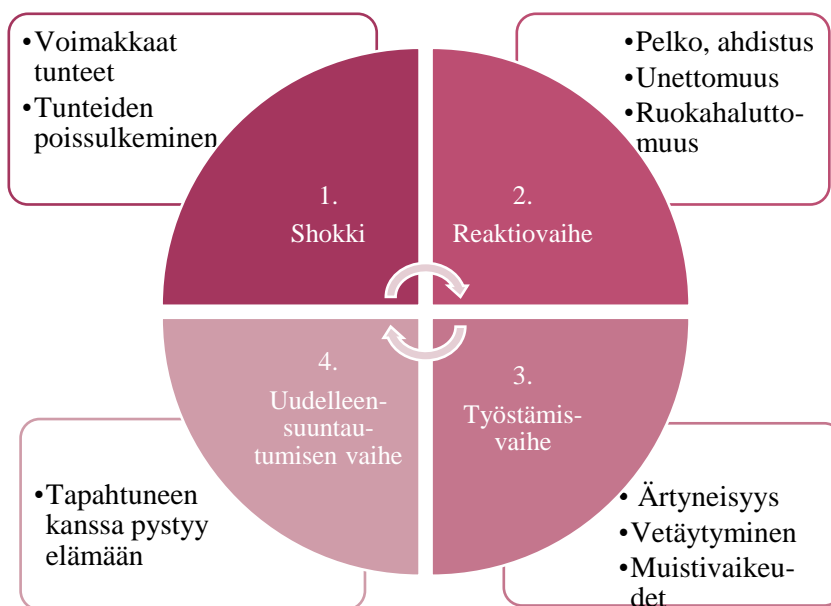 •Voimakkaat
tunteet
•Tunteiden
poissulkeminen
•Pelko, ahdistus
•Unettomuus
•Ruokahalutto-
muus
1.
Shokki
2.
Reaktiovaihe
4.
Uudelleen-
suuntau-
tumisen vaihe
3.
Työstämis-
vaihe
•Tapahtuneen
kanssa pystyy
elämään
• Ärtyneisyys
•Vetäytyminen
•Muistivaikeu-
det